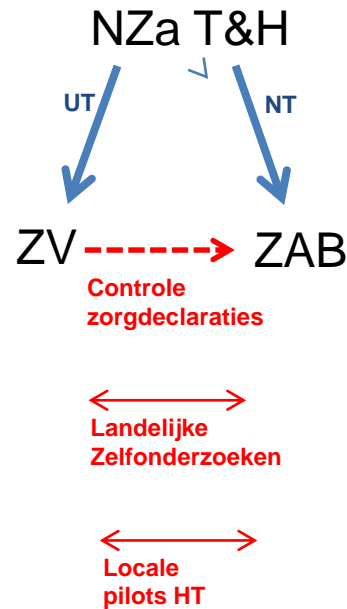 NZa T&H
UT
NT
ZV
ZAB
Controle
zorgdeclaraties
Landelijke
Zelfonderzoeken
Locale
pilots HT